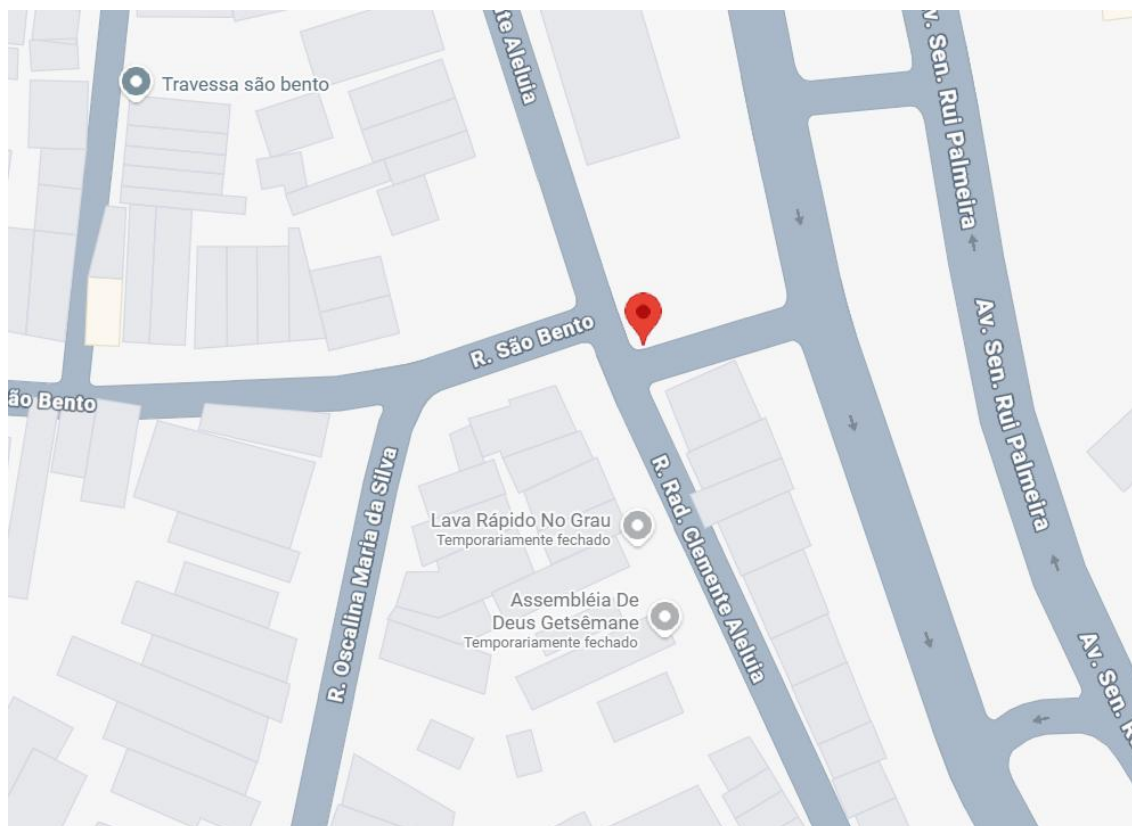 nte Aleluia
Av. Sen. Rui Palmeira
Travessa são bento
R. São Bento
Av. Sen. Rui Palmeira
ão Bento
R. Oscalina Maria da Silva
R. Rad. Clemente Aleluia
Lava Rápido No Grau
Temporariamente fechado
Assembléia De
Deus Getsêmane
Temporariamente fechado
Av. Sen. R